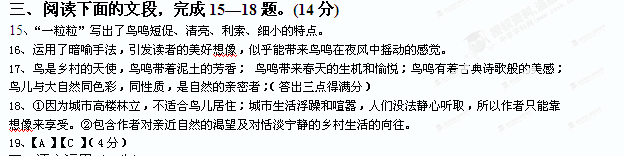 三、阅读下面的文段，完成15—18题。(14分)
15、“一粒粒”写出了鸟鸣短促、清亮、利索、细小的特点。
16、运用了暗喻手法，引发读者的美好想像，似乎能带来鸟鸣在夜风中摇动的感觉。
17、鸟是乡村的天使，鸟鸣带着泥土的芳香； 鸟鸣带来春天的生机和愉悦；鸟鸣有着古典诗歌般的美感；
鸟儿与大自然同色彩，同性质，是自然的亲密者；（答出三点得满分）
18、①因为城市高楼林立，不适合鸟儿居住；城市生活浮躁和喧嚣，人们没法静心听取，所以作者只能靠
想像来享受。②包含作者对亲近自然的渴望及对恬淡宁静的乡村生活的向往。
19、【A 】【C 】（4分）